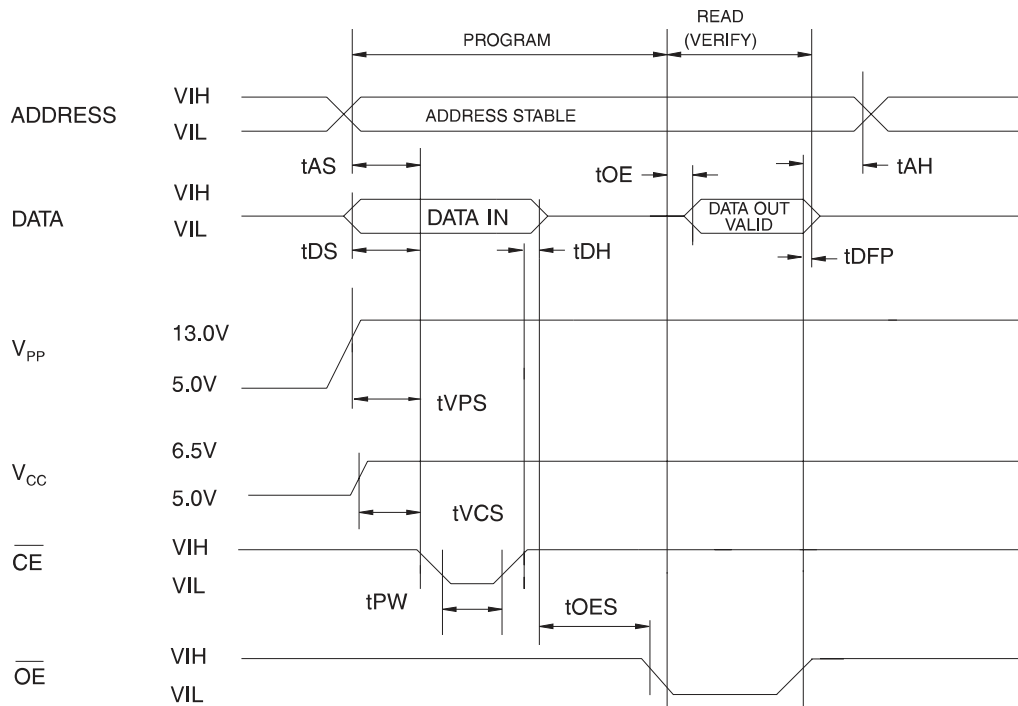 READ
PROGRAM (VERIFY)
VIH
ADDRESS ADDRESS STABLE
VIL
tAS tOE tAH
VIH
DATA DATA IN DATA OUT VALID
VIL
tDS tDH tDFP
13.0V
VPP
5.0V
tVPS
6.5V
VCC
5.0V
tVCS
VIH
CE
VIL
tPW tOES
VIH
OE
VIL